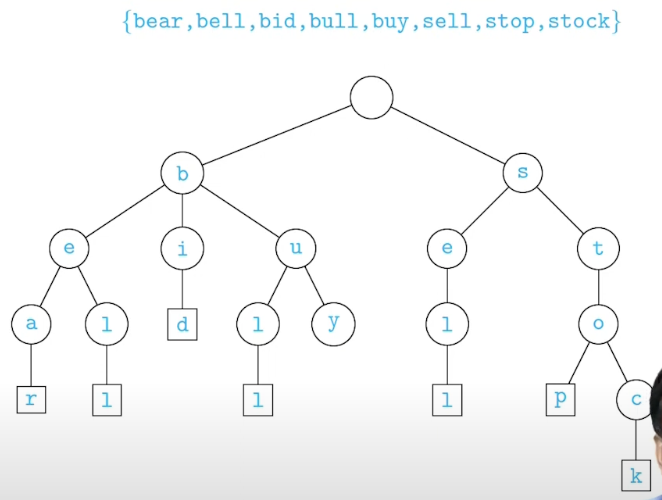 {bear,bell,bid,bull,buy,sell,stop,stock}
b s
e i u e t
a l d l y l o
r l l l p c
k